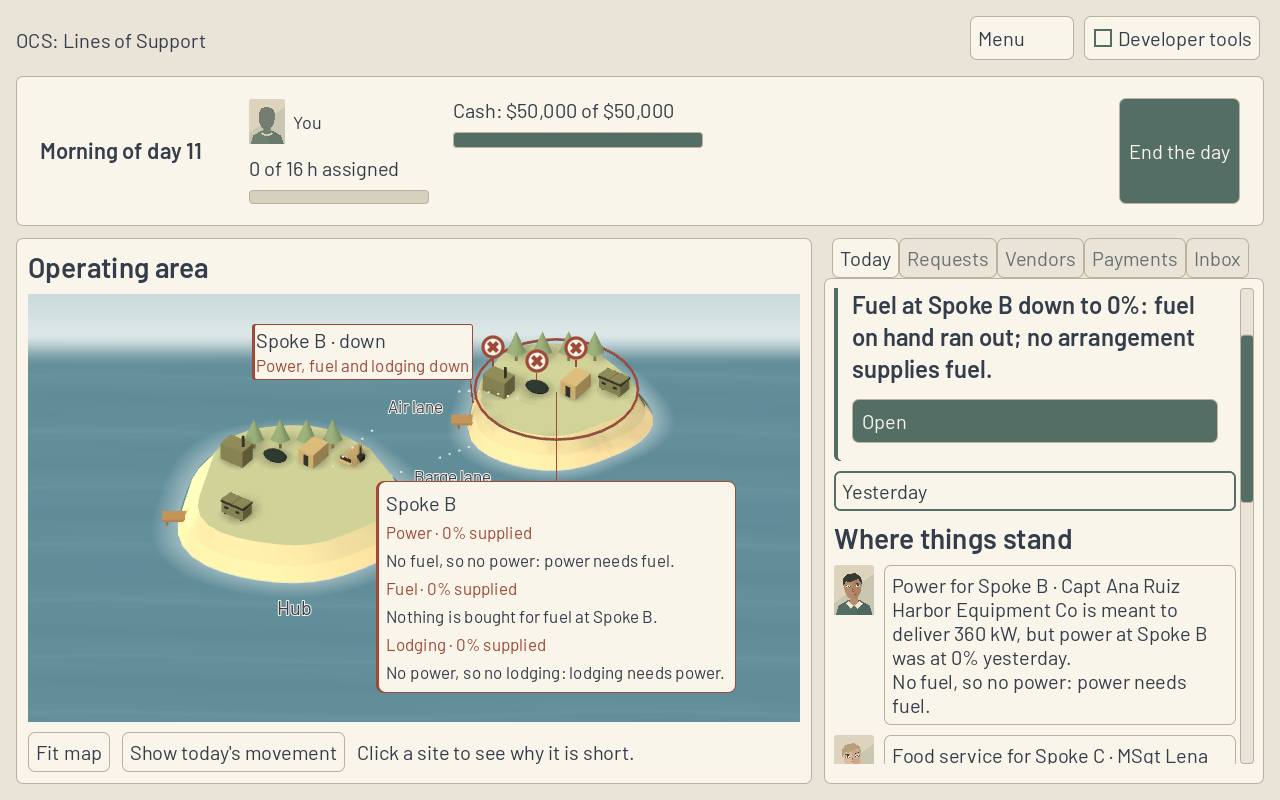 OCS: Lines of Support
Menu
Developer tools
Morning of day 11
You
0 of 16 h assigned
Cash: $50,000 of $50,000
End the day
Operating area
Spoke B · down
Power, fuel and lodging down
Air lane
Barge lane
Hub
Spoke B
Power · 0% supplied
No fuel, so no power: power needs fuel.
Fuel · 0% supplied
Nothing is bought for fuel at Spoke B.
Lodging · 0% supplied
No power, so no lodging: lodging needs power.
Fit map
Show today's movement
Click a site to see why it is short.
Today
Requests
Vendors
Payments
Inbox
Fuel at Spoke B down to 0%: fuel
on hand ran out; no arrangement
supplies fuel.
Open
Yesterday
Where things stand
Power for Spoke B · Capt Ana Ruiz
Harbor Equipment Co is meant to
deliver 360 kW, but power at Spoke B
was at 0% yesterday.
No fuel, so no power: power needs
fuel.
Food service for Spoke C · MSgt Lena